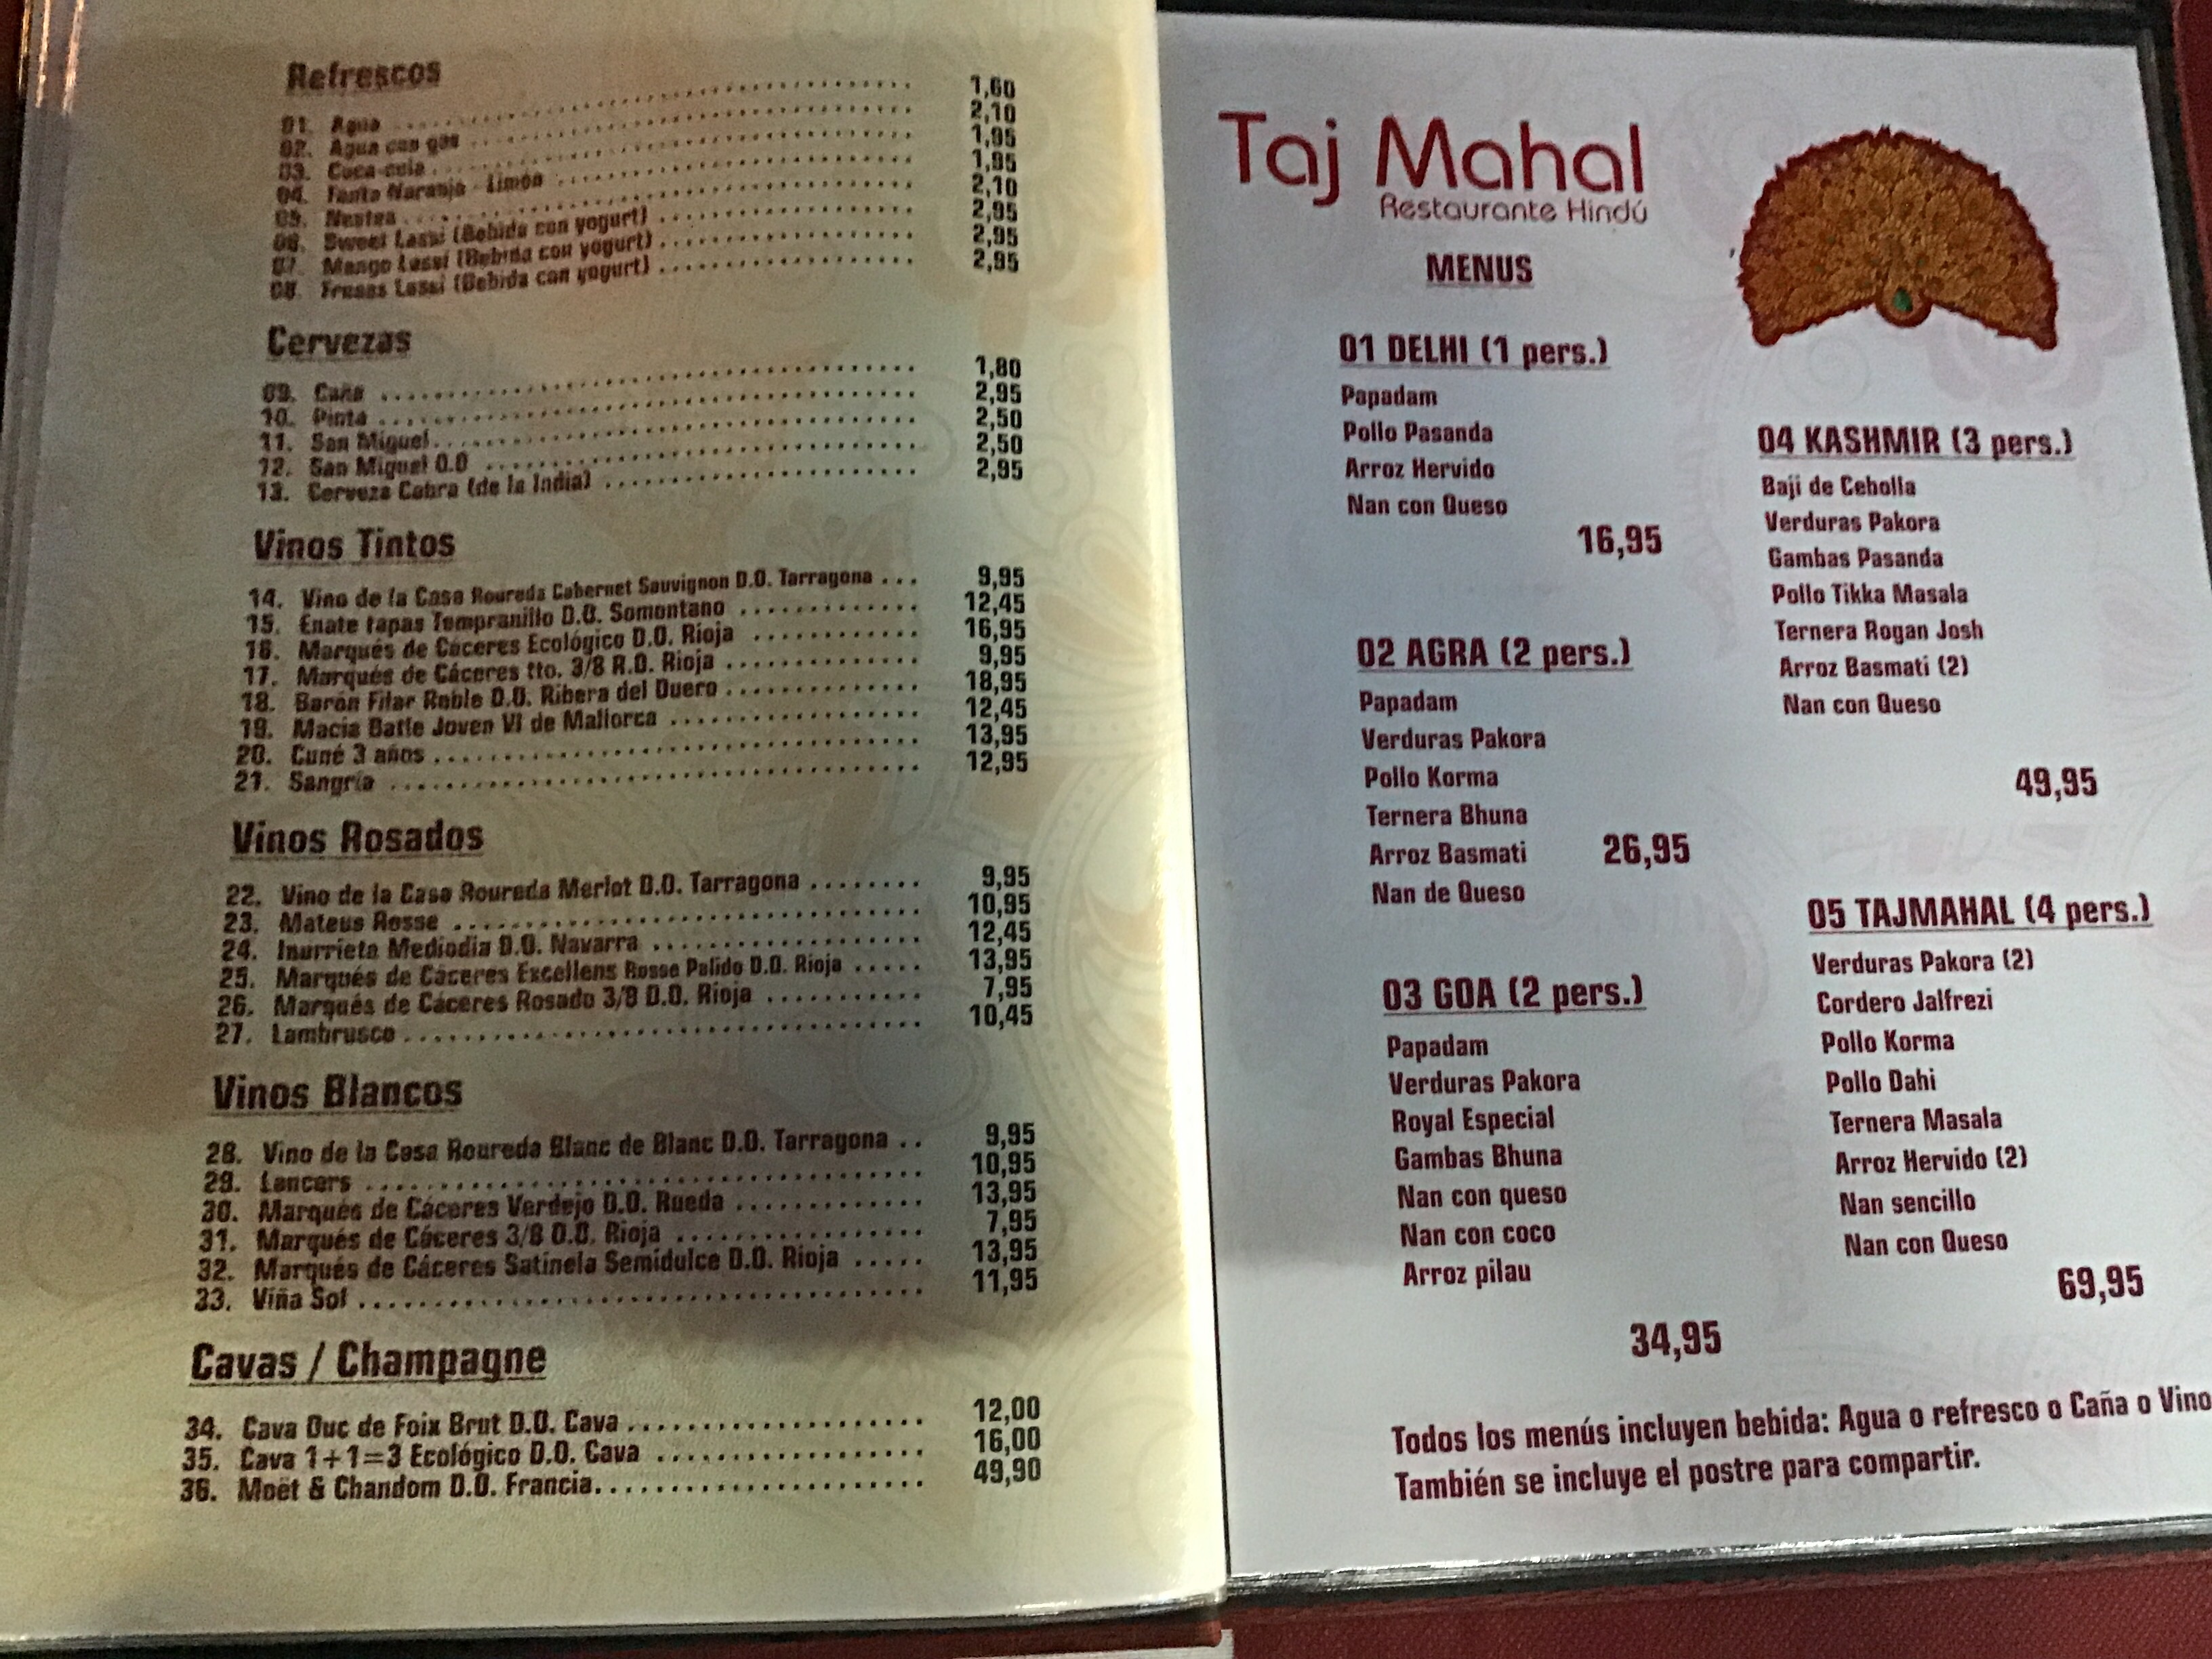 Refrescos
01. Agua ........ 1,60
02. Agua con gas ........ 2,10
03. Coca-cola ........ 1,95
04. Fanta Naranja - Limón ........ 1,95
05. Nestea ........ 2,10
06. Sweet Lassi (Bebida con yogurt) ........ 2,95
07. Mango Lassi (Bebida con yogurt) ........ 2,95
08. Fresas Lassi (Bebida con yogurt) ........ 2,95
Cervezas
09. Caña ........ 1,80
10. Pinta ........ 2,95
11. San Miguel ........ 2,50
12. San Miguel 0.0 ........ 2,50
13. Cerveza Cobra (de la India) ........ 2,95
Vinos Tintos
14. Vino de la Casa Roureda Cabernet Sauvignon D.O. Tarragona ... 9,95
15. Enate tapas Tempranillo D.O. Somontano ........ 12,45
16. Marqués de Cáceres Ecológico D.O. Rioja ........ 16,95
17. Marqués de Cáceres tto. 3/8 R.O. Rioja ........ 9,95
18. Barón Filar Roble D.O. Ribera del Duero ........ 18,95
19. Macia Batle Joven VI de Mallorca ........ 12,45
20. Cuné 3 años ........ 13,95
21. Sangría ........ 12,95
Vinos Rosados
22. Vino de la Casa Roureda Merlot D.O. Tarragona ........ 9,95
23. Mateus Rosse ........ 10,95
24. Inurrieta Mediodia D.O. Navarra ........ 12,45
25. Marqués de Cáceres Excellens Rosse Palido D.O. Rioja ..... 13,95
26. Marqués de Cáceres Rosado 3/8 D.O. Rioja ........ 7,95
27. Lambrusco ........ 10,45
Vinos Blancos
28. Vino de la Casa Roureda Blanc de Blanc D.O. Tarragona .. 9,95
29. Lancers ........ 10,95
30. Marqués de Cáceres Verdejo D.O. Rueda ........ 13,95
31. Marqués de Cáceres 3/8 D.O. Rioja ........ 7,95
32. Marqués de Cáceres Satinela Semidulce D.O. Rioja ..... 13,95
33. Viña Sol ........ 11,95
Cavas / Champagne
34. Cava Duc de Foix Brut D.O. Cava ........ 12,00
35. Cava 1+1=3 Ecológico D.O. Cava ........ 16,00
36. Moët & Chandom D.O. Francia ........ 49,90
Taj Mahal
Restaurante Hindú
MENUS
01 DELHI (1 pers.)
Papadam
Pollo Pasanda
Arroz Hervido
Nan con Queso
16,95
02 AGRA (2 pers.)
Papadam
Verduras Pakora
Pollo Korma
Ternera Bhuna
Arroz Basmati
26,95
Nan de Queso
03 GOA (2 pers.)
Papadam
Verduras Pakora
Royal Especial
Gambas Bhuna
Nan con queso
Nan con coco
Arroz pilau
34,95
04 KASHMIR (3 pers.)
Baji de Cebolla
Verduras Pakora
Gambas Pasanda
Pollo Tikka Masala
Ternera Rogan Josh
Arroz Basmati (2)
Nan con Queso
49,95
05 TAJMAHAL (4 pers.)
Verduras Pakora (2)
Cordero Jalfrezi
Pollo Korma
Pollo Dahi
Ternera Masala
Arroz Hervido (2)
Nan sencillo
Nan con Queso
69,95
Todos los menús incluyen bebida: Agua o refresco o Caña o Vino
También se incluye el postre para compartir.